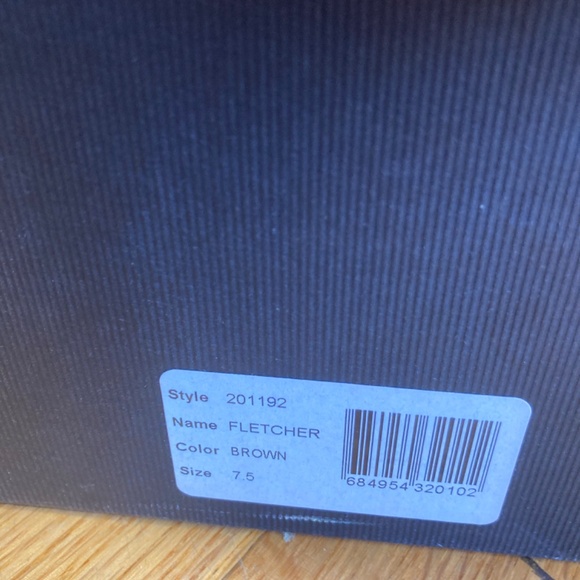 Style 201192
Name FLETCHER
Color BROWN
Size 7.5
684954 320102